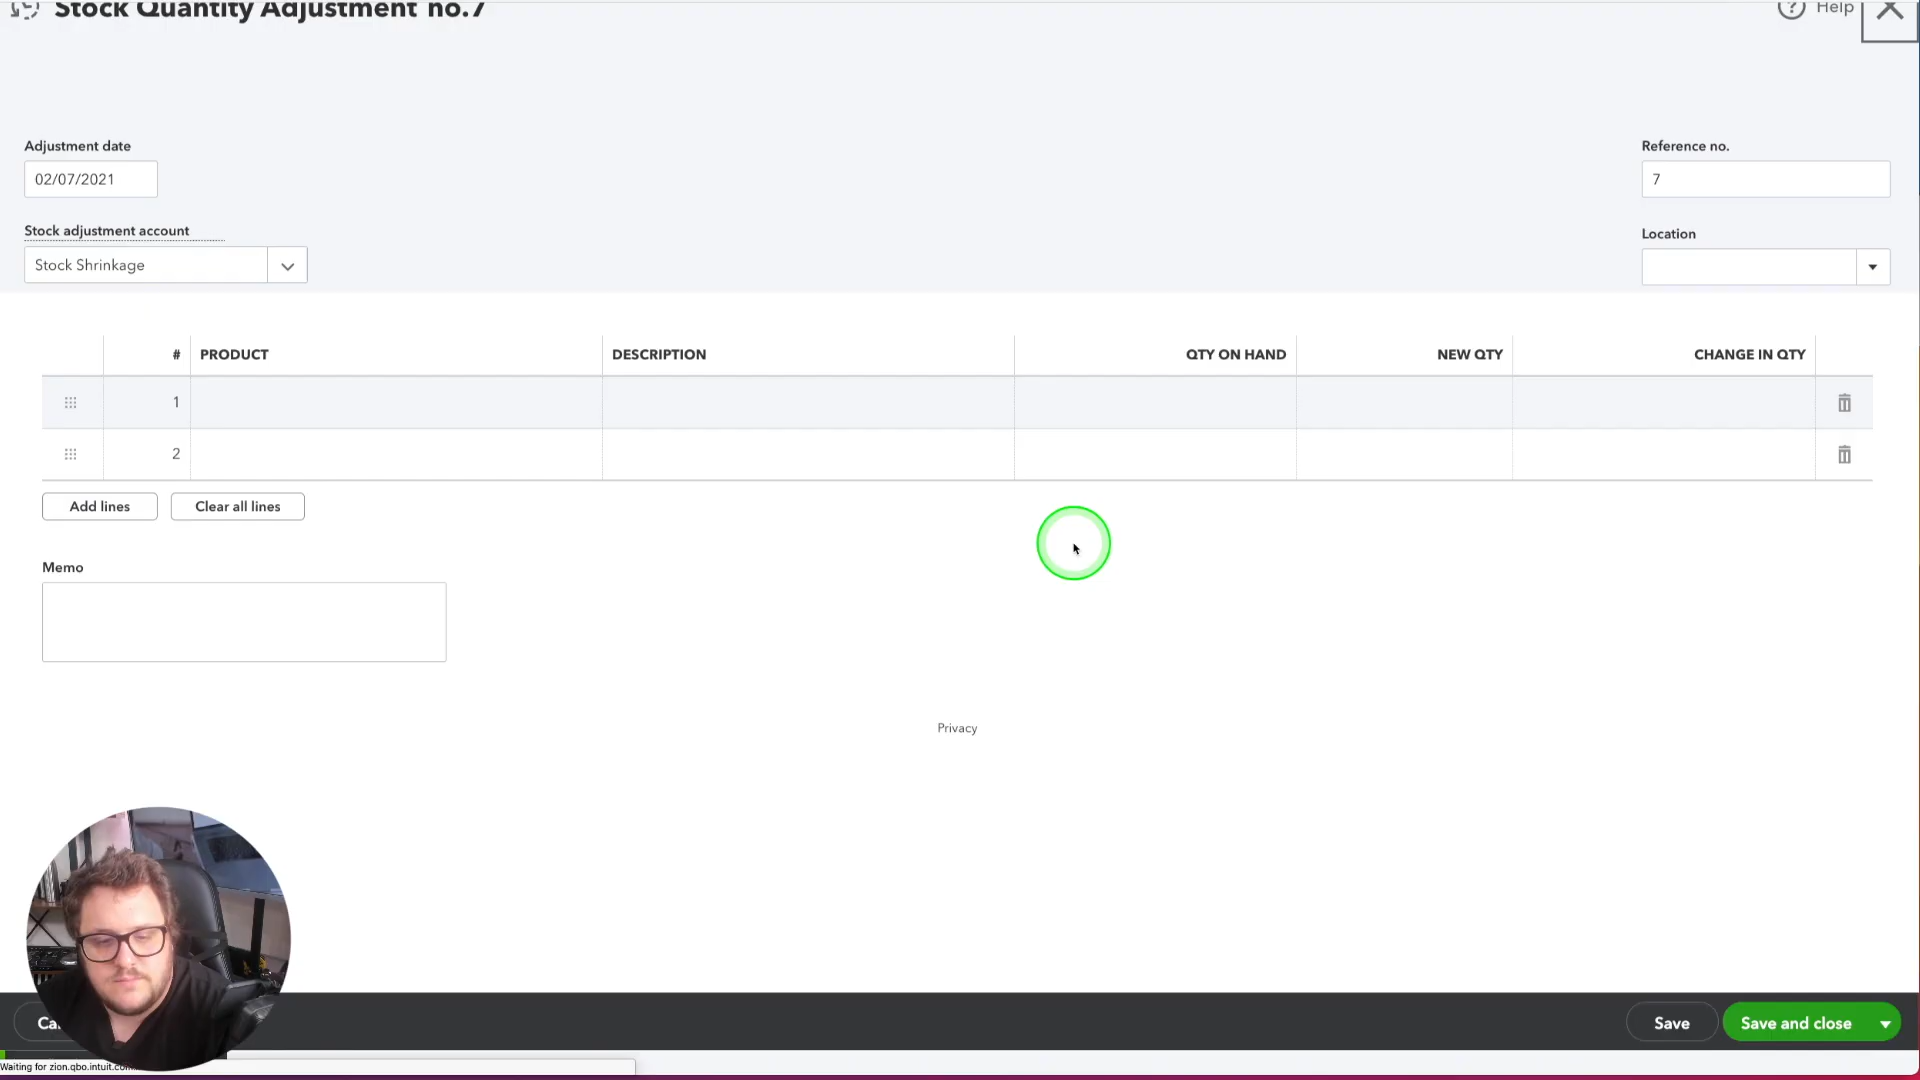 Stock Quantity Adjustment no.7
Help
Adjustment date
Reference no.
02/07/2021
7
Stock adjustment account
Location
Stock Shrinkage
# PRODUCT DESCRIPTION QTY ON HAND NEW QTY CHANGE IN QTY
1
2
Add lines Clear all lines
Memo
Privacy
Ca
Save Save and close
Waiting for zion.qbo.intuit.com